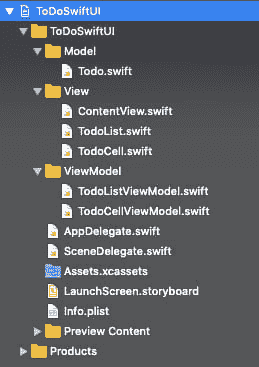 ToDoSwiftUI
ToDoSwiftUI
Model
Todo.swift
View
ContentView.swift
TodoList.swift
TodoCell.swift
ViewModel
TodoListViewModel.swift
TodoCellViewModel.swift
AppDelegate.swift
SceneDelegate.swift
Assets.xcassets
LaunchScreen.storyboard
Info.plist
Preview Content
Products